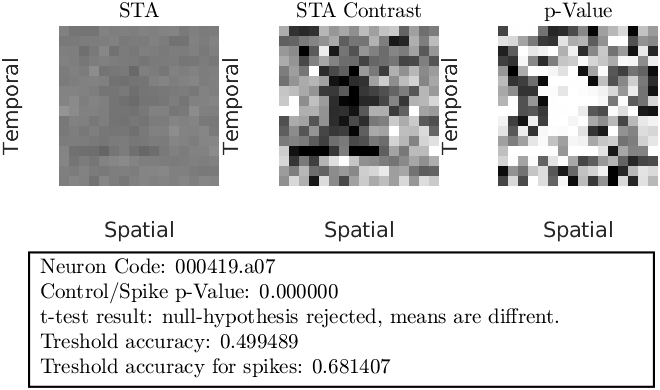 STA
STA Contrast
p-Value
Temporal
Temporal
Temporal
Spatial
Spatial
Spatial
Neuron Code: 000419.a07
Control/Spike p-Value: 0.000000
t-test result: null-hypothesis rejected, means are diffrent.
Treshold accuracy: 0.499489
Treshold accuracy for spikes: 0.681407